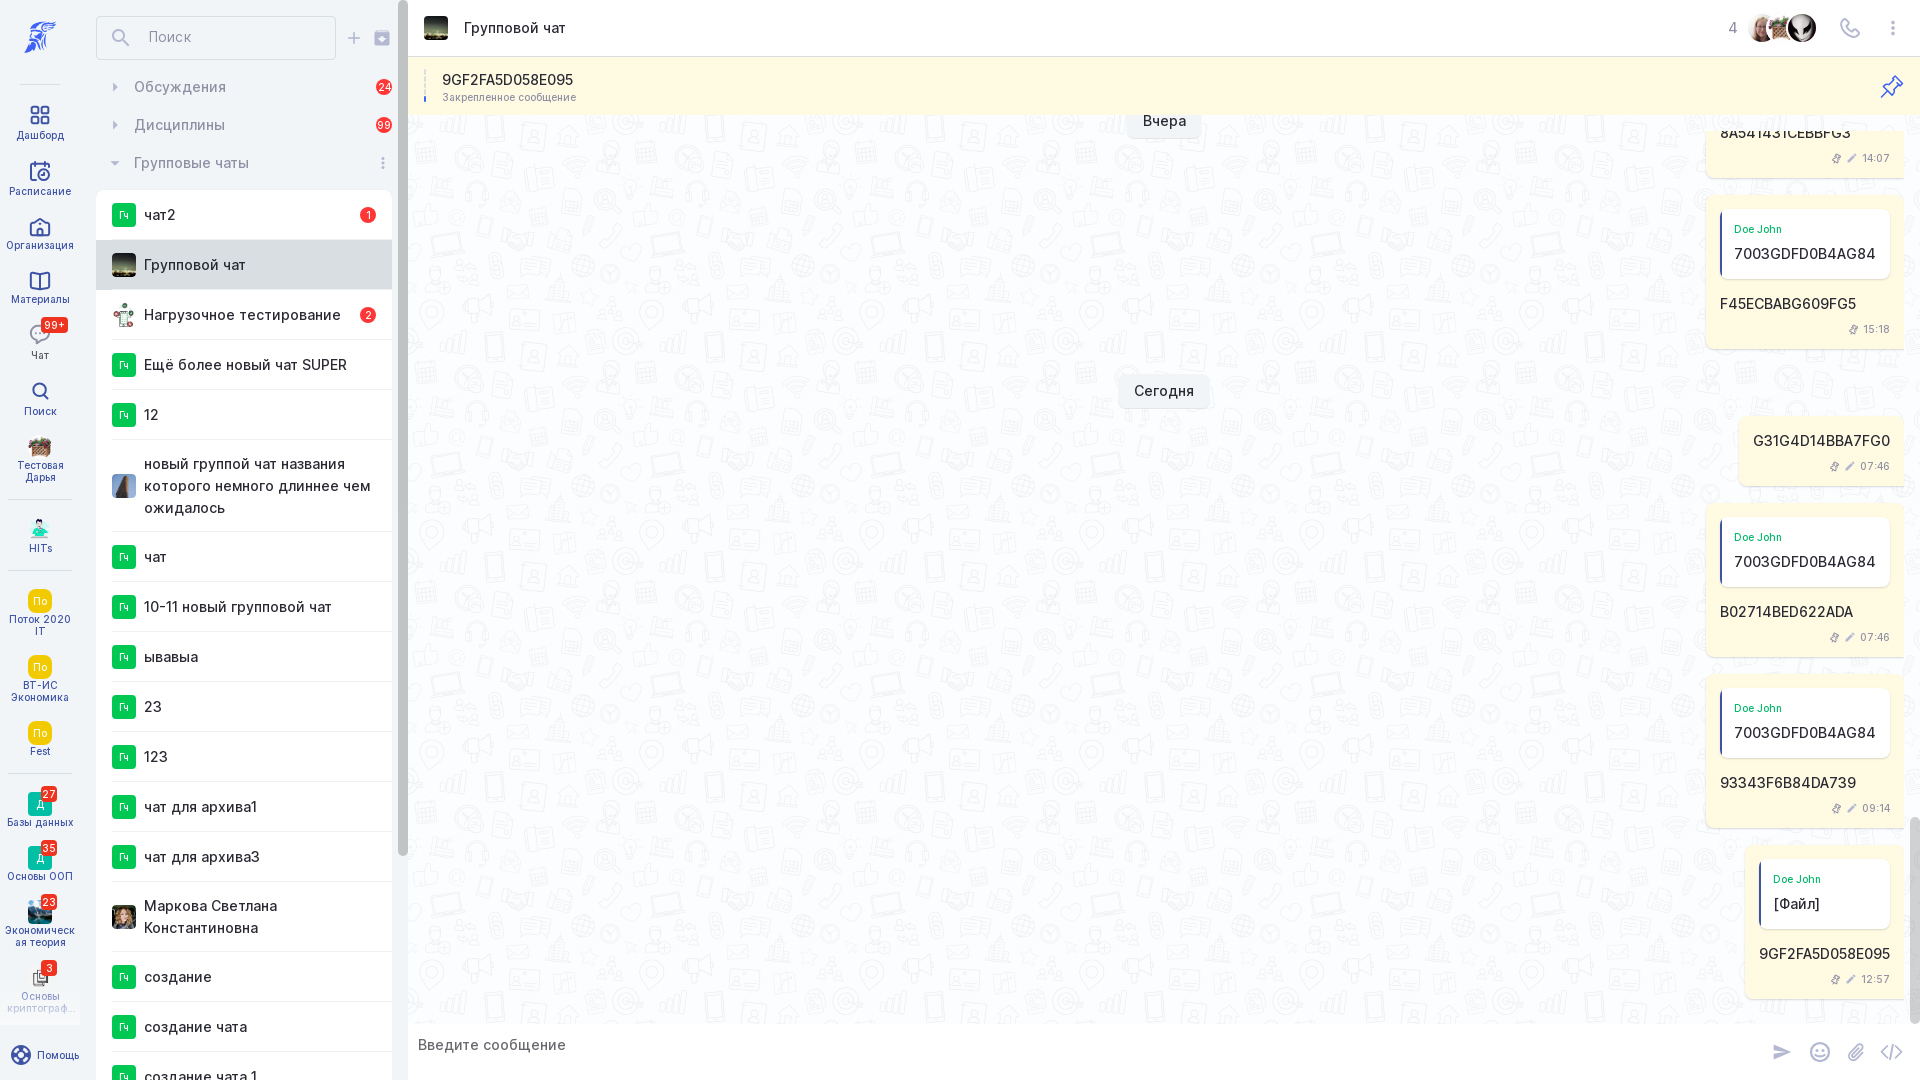 Дашборд
Расписание
Организация
Материалы
99+
Чат
Поиск
Тестовая
Дарья
HITs
По
Поток 2020
IT
По
ВТ-ИС
Экономика
По
Fest
27
Д
Базы данных
35
Д
Основы ООП
23
Экономическ
ая теория
3
Основы
криптограф...
Помощь
Поиск
Обсуждения
24
Дисциплины
99
Групповые чаты
Гч
чат2
1
Групповой чат
Нагрузочное тестирование
2
Гч
Ещё более новый чат SUPER
Гч
12
новый группой чат названия
которого немного длиннее чем
ожидалось
Гч
чат
Гч
10-11 новый групповой чат
Гч
ывавыа
Гч
23
Гч
123
Гч
чат для архива1
Гч
чат для архива3
Маркова Светлана
Константиновна
Гч
создание
Гч
создание чата
Гч
создание чата 1
Групповой чат
4
9GF2FA5D058E095
Закрепленное сообщение
Вчера
8A541431CEBBFG3
14:07
Doe John
7003GDFD0B4AG84
F45ECBABG609FG5
15:18
Сегодня
G31G4D14BBA7FG0
07:46
Doe John
7003GDFD0B4AG84
B02714BED622ADA
07:46
Doe John
7003GDFD0B4AG84
93343F6B84DA739
09:14
Doe John
[Файл]
9GF2FA5D058E095
12:57
Введите сообщение